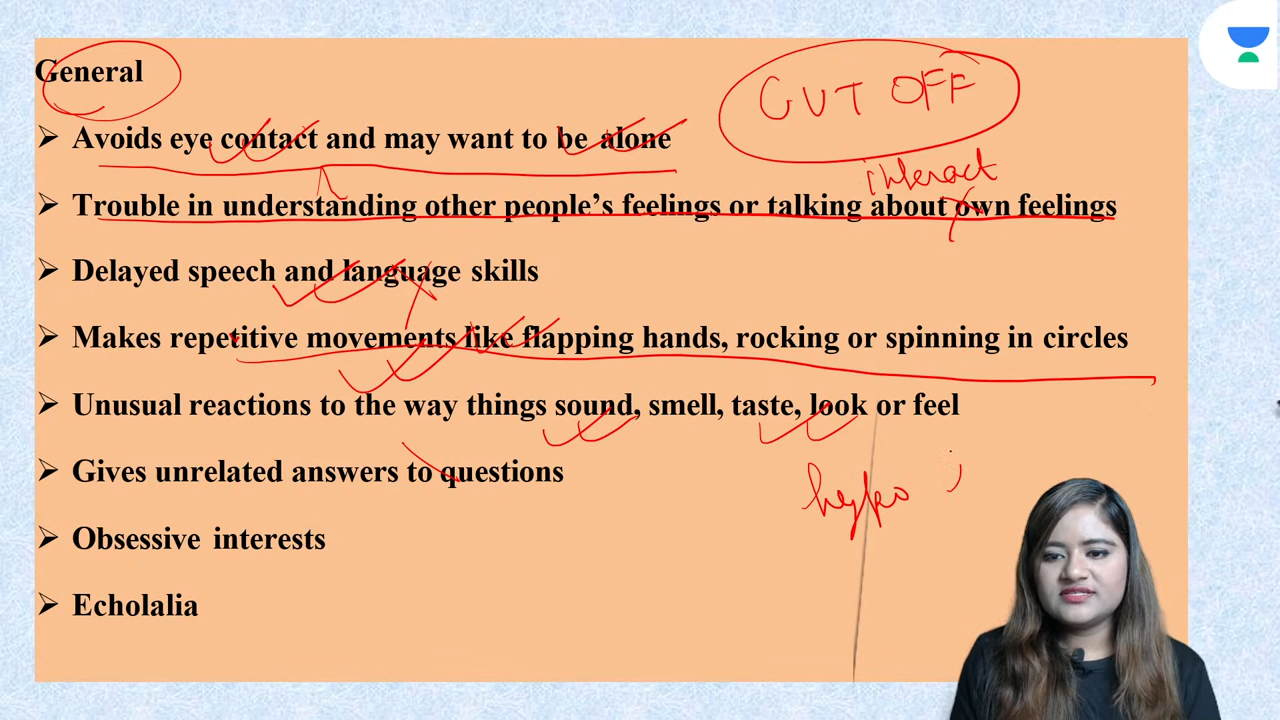 General
CUT OFF
➢ Avoids eye contact and may want to be alone
interact
➢ Trouble in understanding other people's feelings or talking about own feelings
➢ Delayed speech and language skills
➢ Makes repetitive movements like flapping hands, rocking or spinning in circles
➢ Unusual reactions to the way things sound, smell, taste, look or feel
➢ Gives unrelated answers to questions
hypo ;
➢ Obsessive interests
➢ Echolalia